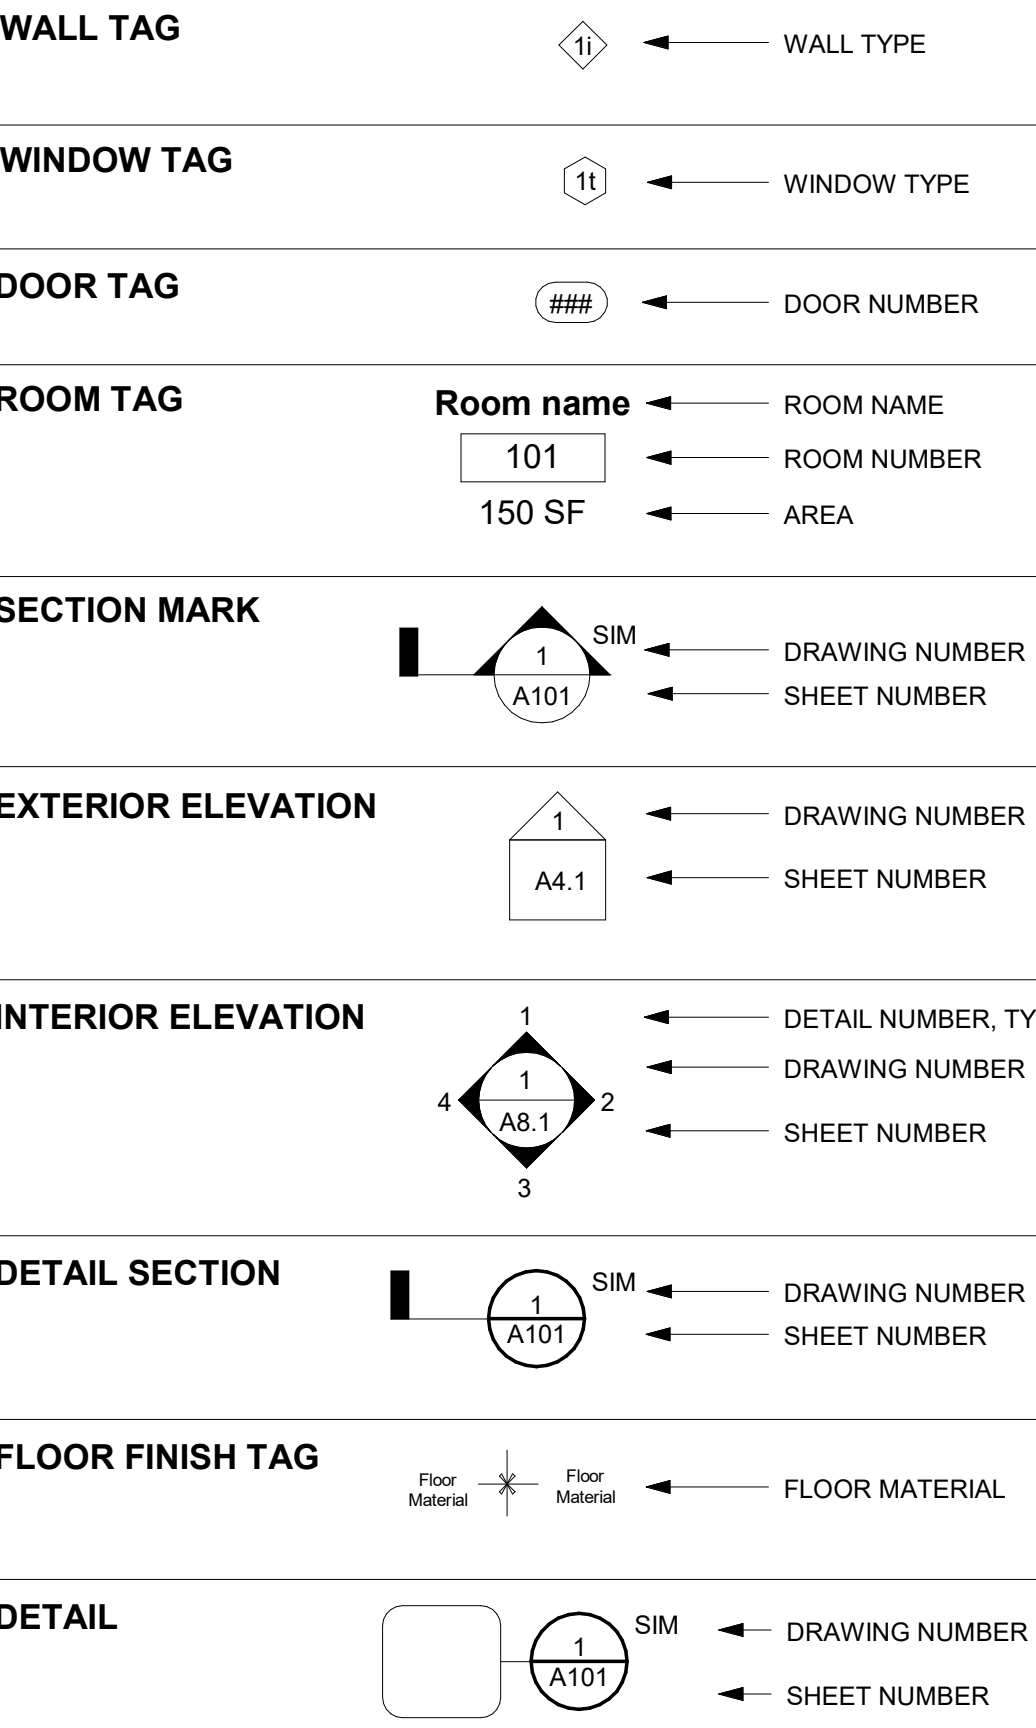 WALL TAG
1i
WALL TYPE
WINDOW TAG
1t
WINDOW TYPE
DOOR TAG
###
DOOR NUMBER
ROOM TAG
Room name
ROOM NAME
101
ROOM NUMBER
150 SF
AREA
SECTION MARK
1
SIM
DRAWING NUMBER
A101
SHEET NUMBER
EXTERIOR ELEVATION
1
DRAWING NUMBER
A4.1
SHEET NUMBER
INTERIOR ELEVATION
1
DETAIL NUMBER, TY
1
DRAWING NUMBER
4
2
A8.1
SHEET NUMBER
3
DETAIL SECTION
1
SIM
DRAWING NUMBER
A101
SHEET NUMBER
FLOOR FINISH TAG
Floor
Material
Floor
Material
FLOOR MATERIAL
DETAIL
1
SIM
DRAWING NUMBER
A101
SHEET NUMBER